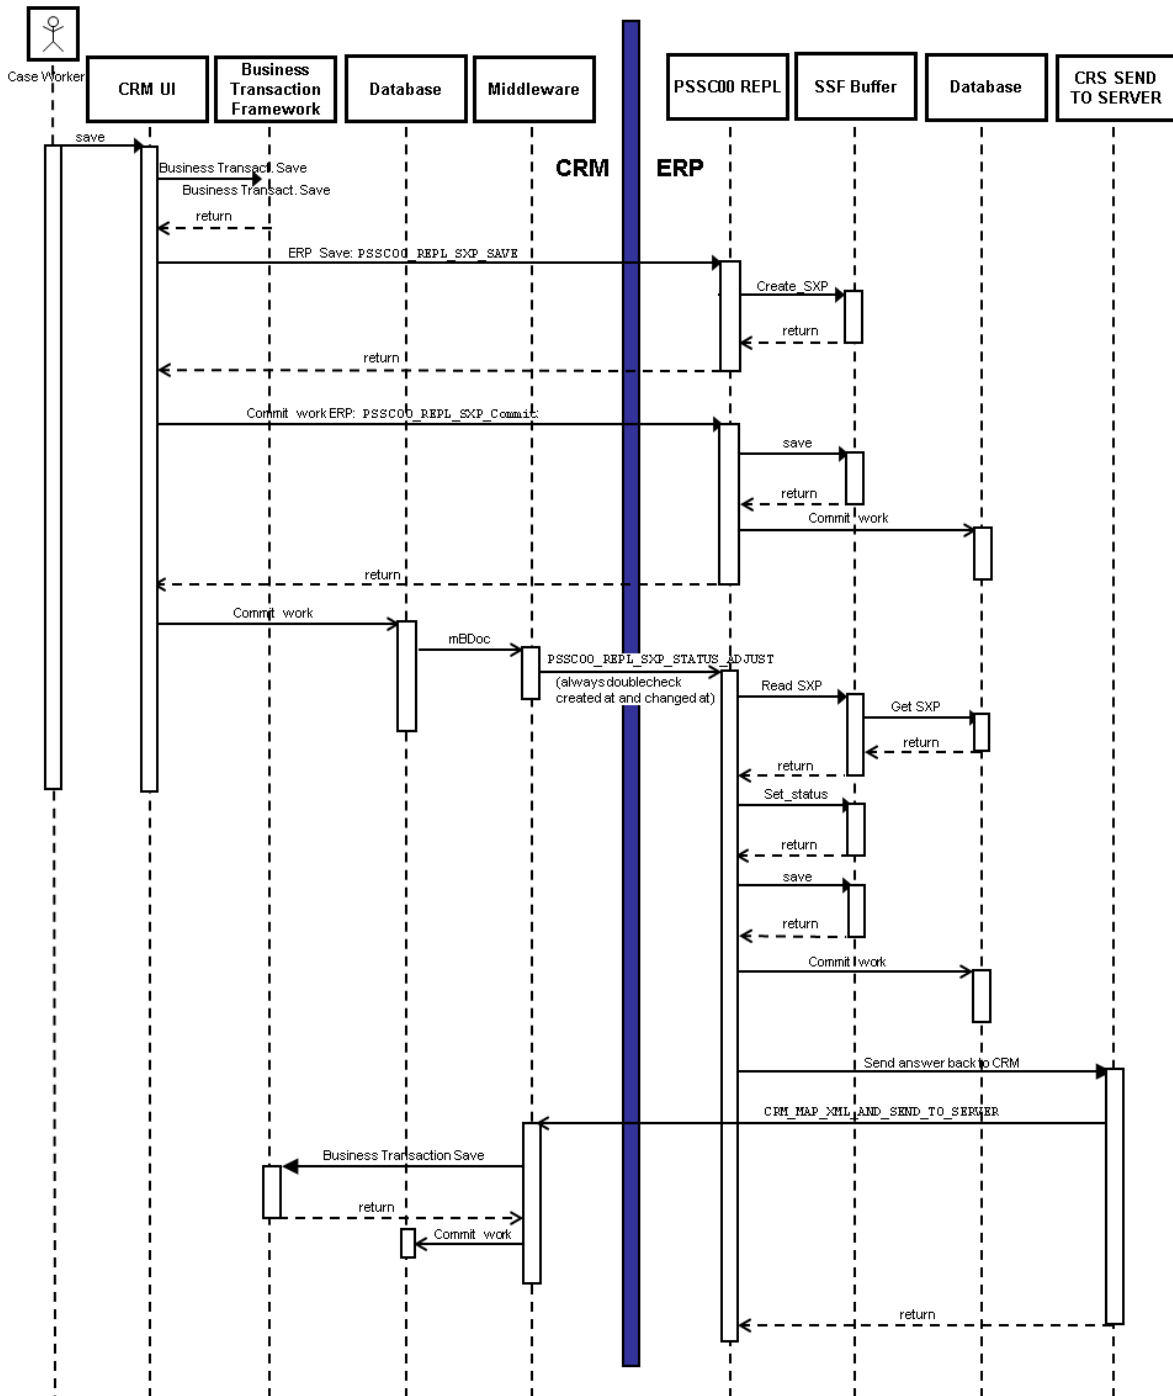 Case Worker
CRM UI
Business
Transaction
Framework
Database
Middleware
PSSC00 REPL
SSF Buffer
Database
CRS SEND
TO SERVER
CRM
ERP
save
Business Transact. Save
Business Transact. Save
return
ERP Save: PSSC00_REPL_SXP_SAVE
Create_SXP
return
return
Commit work ERP: PSSC00_REPL_SXP_Commit
save
return
Commit work
return
Commit work
mBDoc
PSSC00_REPL_SXP_STATUS_ADJUST
(always doublecheck
created at and changed at)
Read SXP
Get SXP
return
return
Set_status
return
save
return
Commit work
Send answer back to CRM
CRM_MAP_XML_AND_SEND_TO_SERVER
Business Transaction Save
return
Commit work
return